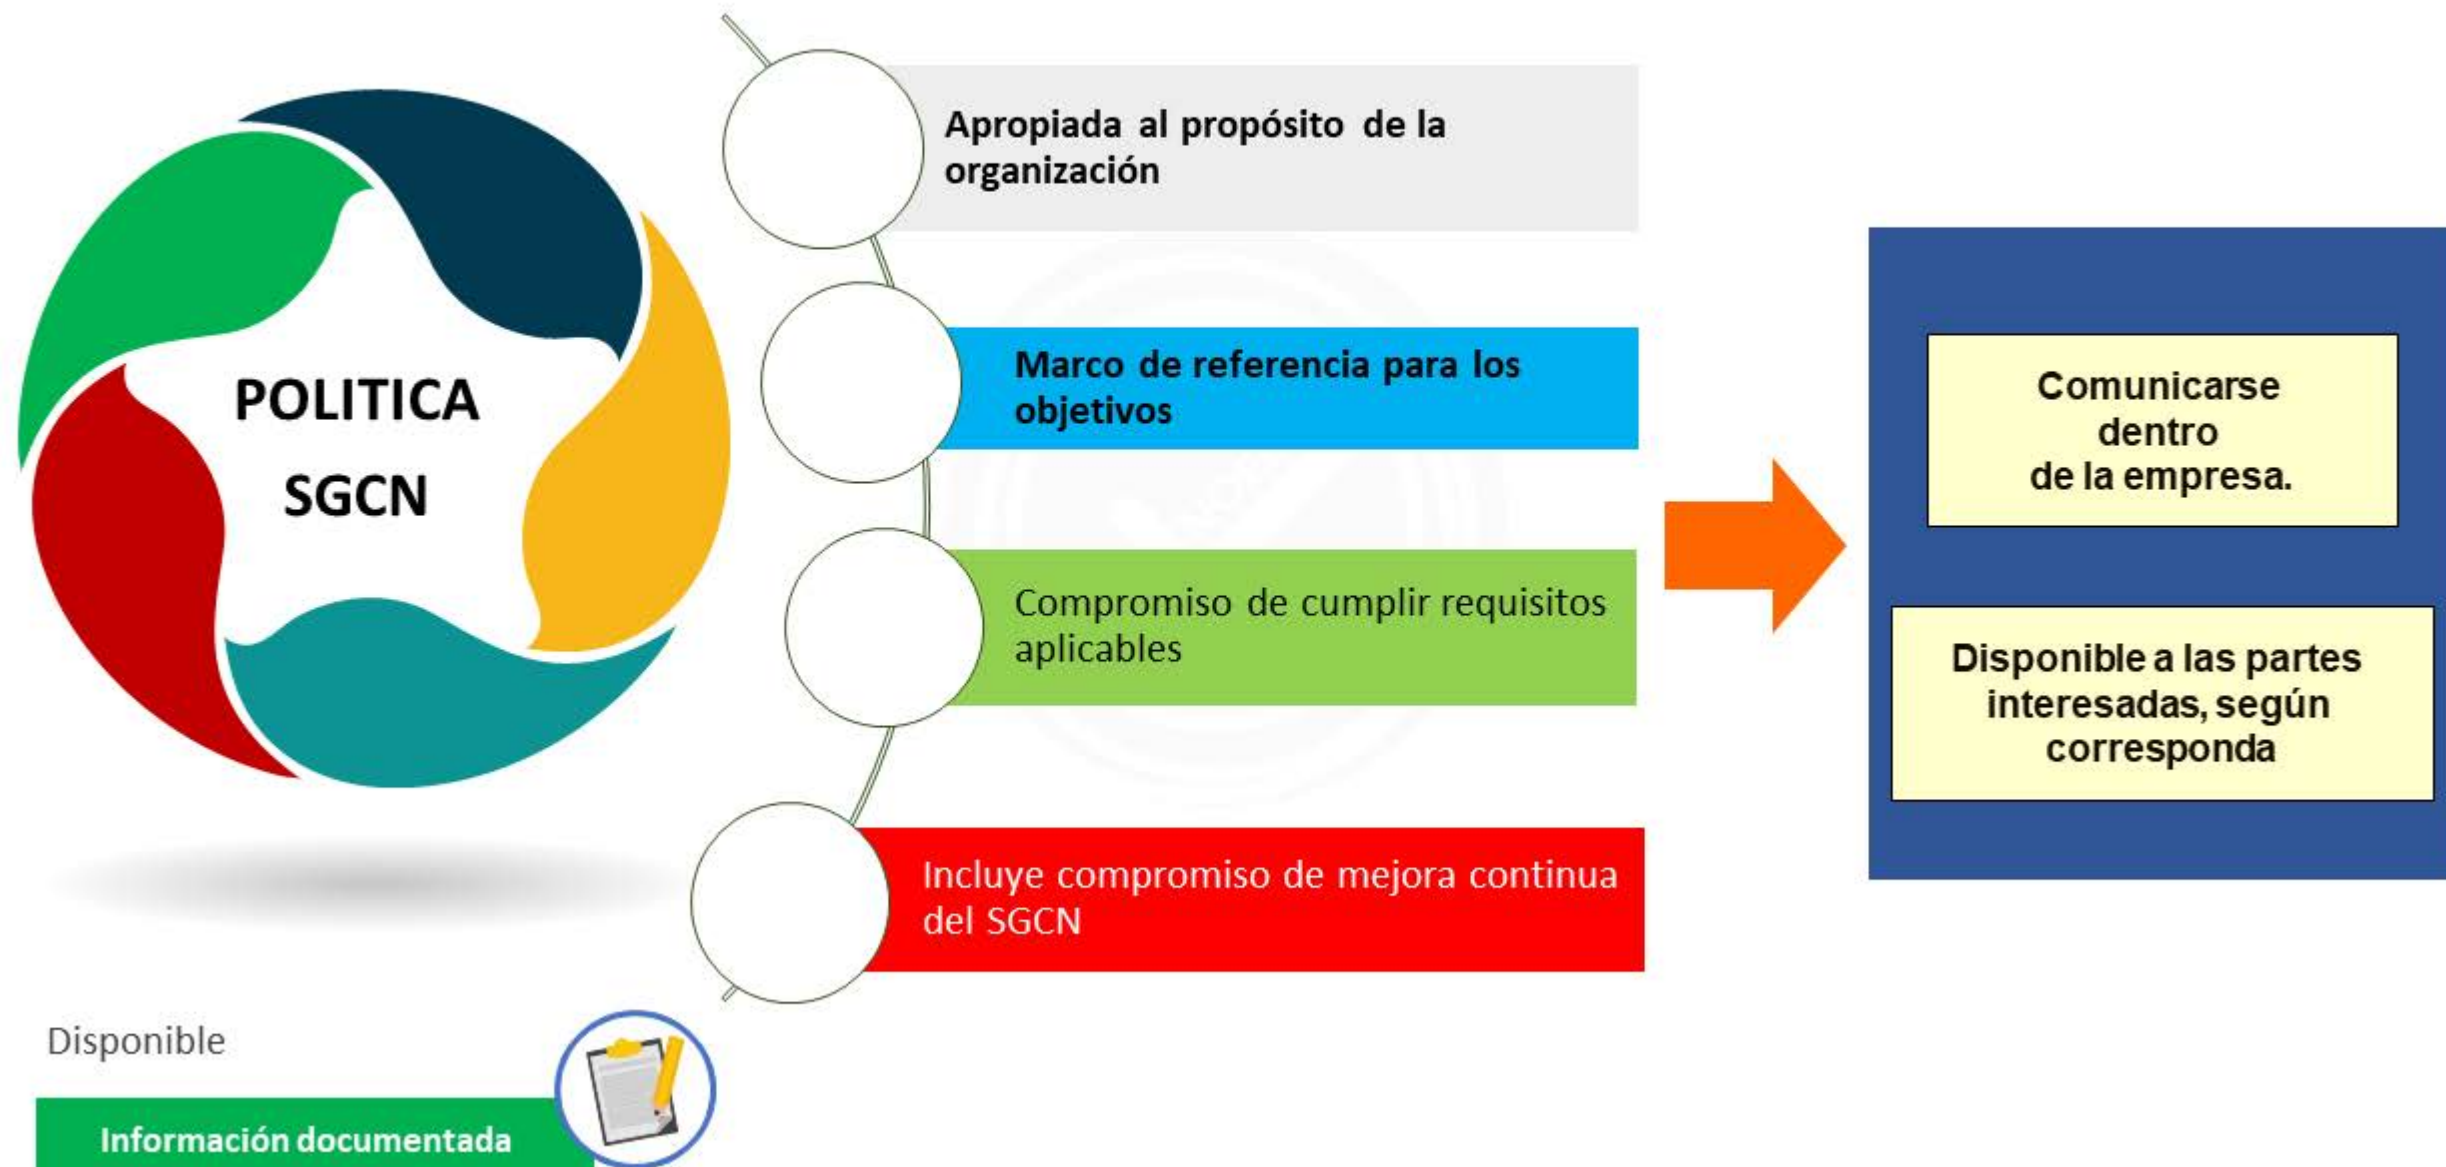 POLITICA
SGCN
Apropiada al propósito de la
organización
Marco de referencia para los
objetivos
Compromiso de cumplir requisitos
aplicables
Incluye compromiso de mejora continua
del SGCN
Comunicarse
dentro
de la empresa.
Disponible a las partes
interesadas, según
corresponda
Disponible
Información documentada